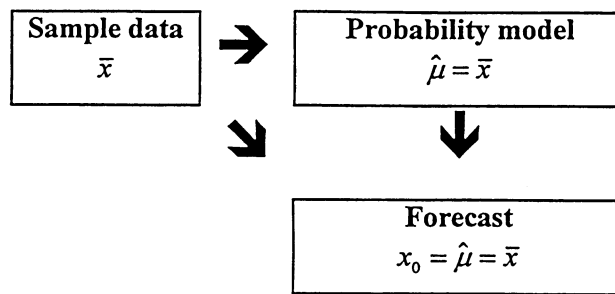 Sample data
x̄
Probability model
μ̂ = x̄
Forecast
x₀ = μ̂ = x̄